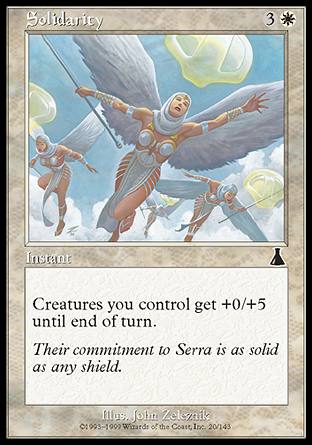 Solidarity 3
Instant
Creatures you control get +0/+5
until end of turn.
Their commitment to Serra is as solid
as any shield.
Illus. John Zeleznik
©1993-1999 Wizards of the Coast, Inc. 20/143